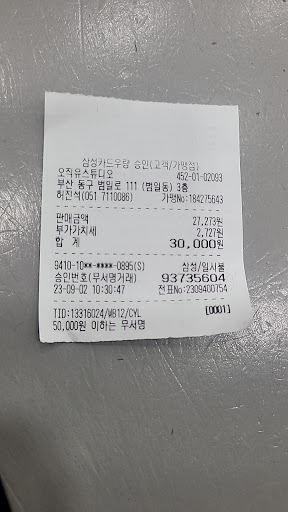 삼성카드우량 승인(고객/가맹점)
오직유스튜디오 452-01-02093
부산 동구 범일로 111 (범일동) 3층
허진석(051 7110086) 가맹No:184275643
판매금액 27,273원
부가가치세 2,727원
합 계 30,000원
9410-10**-****-0895(S) 삼성/일시불
승인번호(무서명거래) 93735604
23-09-02 10:30:47 전표No:2309400754
TID:13316024/WB12/CYL [0001]
50,000원 이하는 무서명